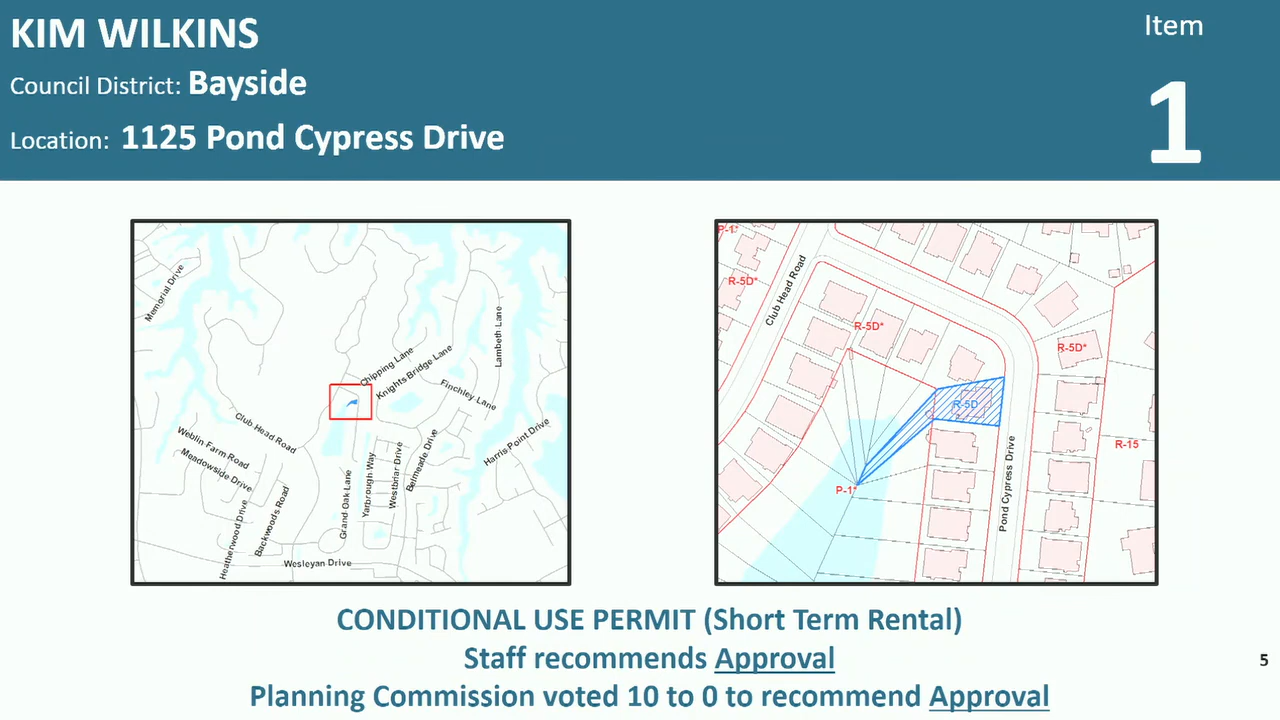 KIM WILKINS
Item
Council District: Bayside
1
Location: 1125 Pond Cypress Drive
Memorial Drive
Lambeth Lane
Chipping Lane
Knights Bridge Lane
Finchley Lane
Club Head Road
Weblin Farm Road
Meadowside Drive
Harris Point Drive
Heatherwood Drive
Backwoods Road
Grand Oak Lane
Yarbrough Way
Westbriar Drive
Belmeade Drive
Wesleyan Drive
P-1*
R-5D*
Club Head Road
R-5D*
R-5D*
R-5D
R-15
P-1*
Pond Cypress Drive
CONDITIONAL USE PERMIT (Short Term Rental)
Staff recommends Approval
5
Planning Commission voted 10 to 0 to recommend Approval